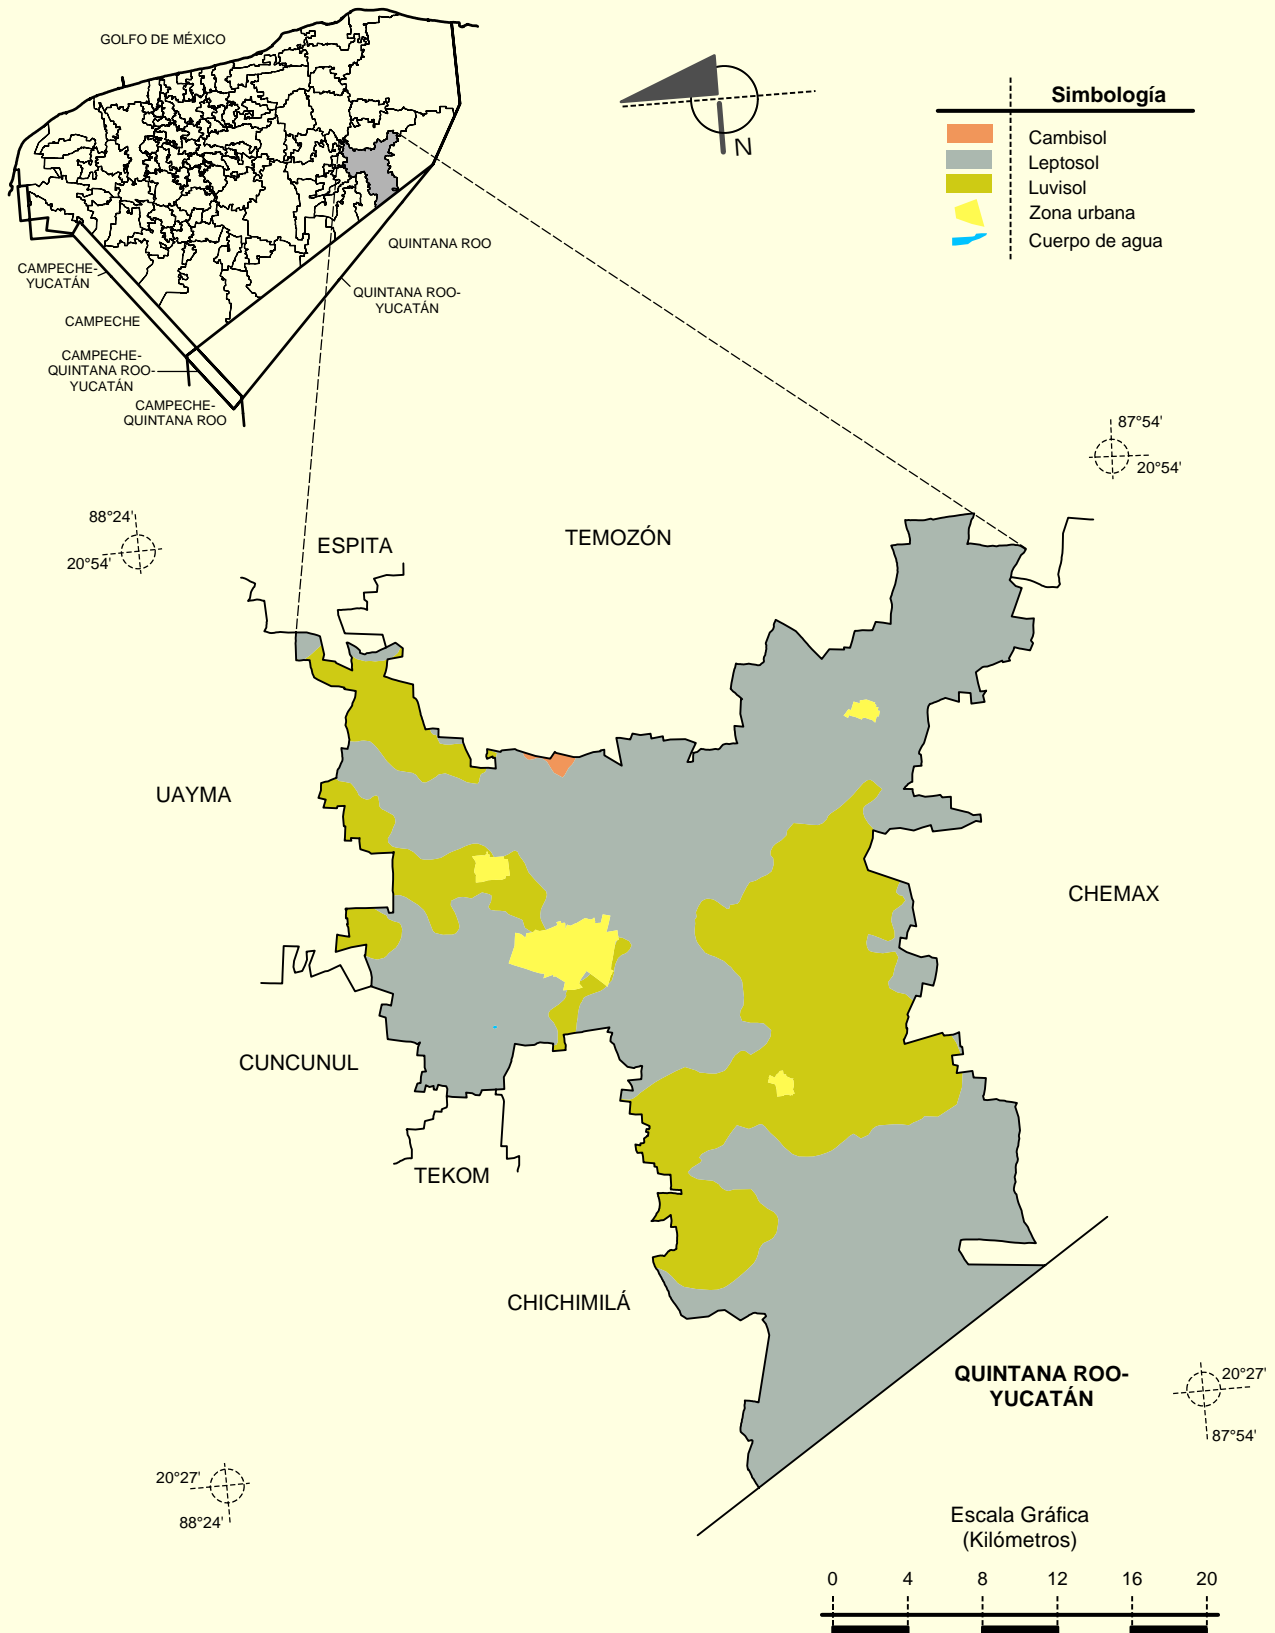 GOLFO DE MÉXICO
QUINTANA ROO
CAMPECHE-
YUCATÁN
QUINTANA ROO-
YUCATÁN
CAMPECHE
CAMPECHE-
QUINTANA ROO-
YUCATÁN
CAMPECHE-
QUINTANA ROO
N
Simbología
Cambisol
Leptosol
Luvisol
Zona urbana
Cuerpo de agua
87°54'
20°54'
88°24'
20°54'
ESPITA
TEMOZÓN
UAYMA
CHEMAX
CUNCUNUL
TEKOM
CHICHIMILÁ
QUINTANA ROO-
YUCATÁN
20°27'
87°54'
20°27'
88°24'
Escala Gráfica
(Kilómetros)
0 4 8 12 16 20